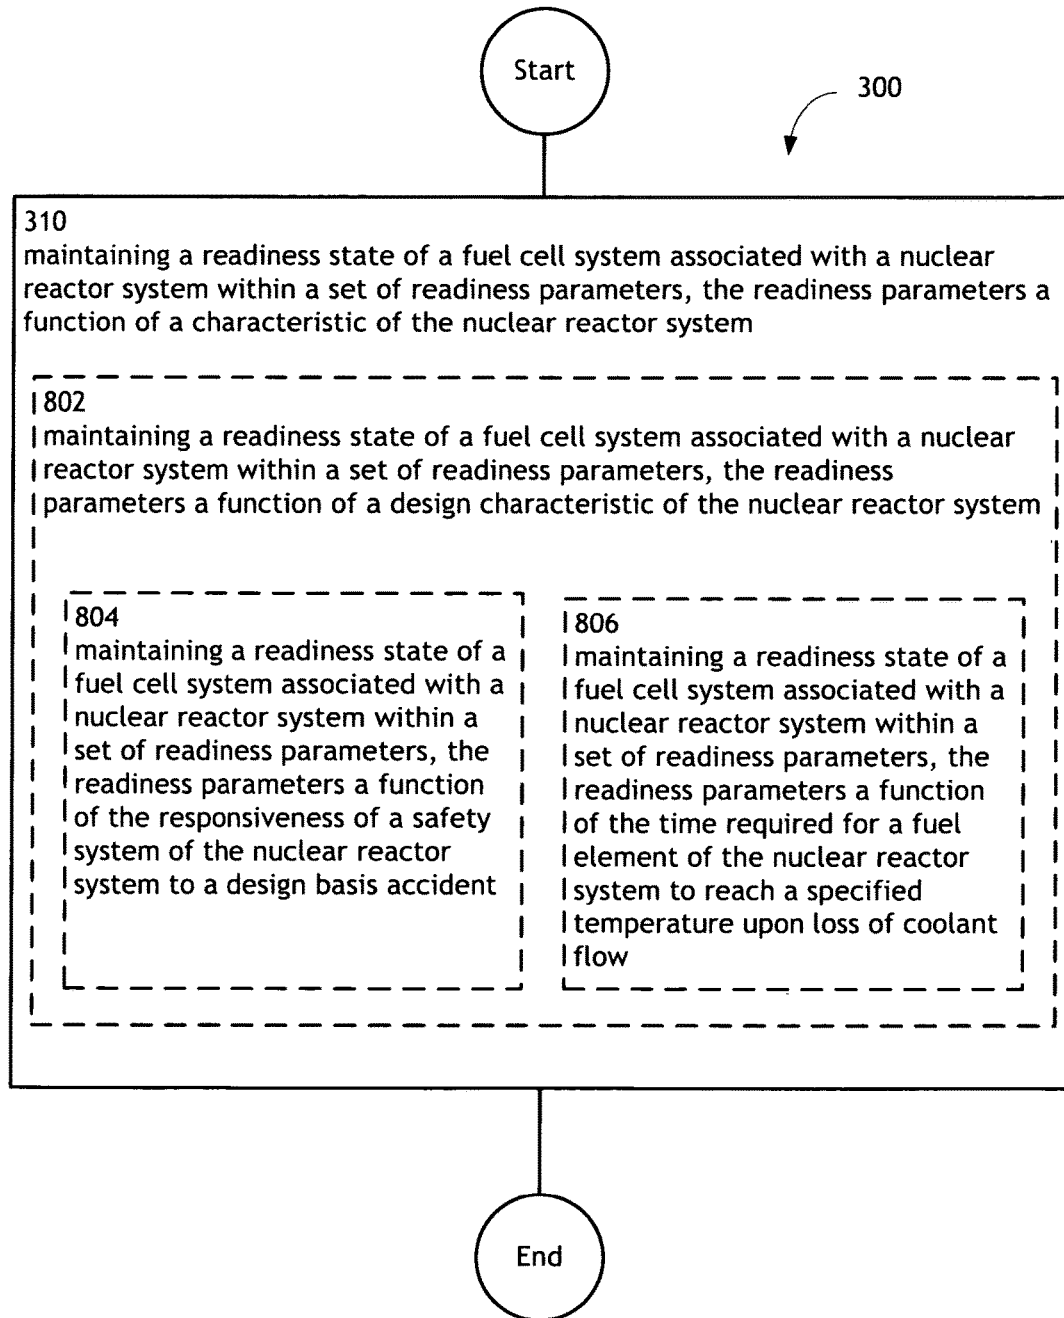 Start
300
310
maintaining a readiness state of a fuel cell system associated with a nuclear
reactor system within a set of readiness parameters, the readiness parameters a
function of a characteristic of the nuclear reactor system
802
maintaining a readiness state of a fuel cell system associated with a nuclear
reactor system within a set of readiness parameters, the readiness
parameters a function of a design characteristic of the nuclear reactor system
804
maintaining a readiness state of a
fuel cell system associated with a
nuclear reactor system within a
set of readiness parameters, the
readiness parameters a function
of the responsiveness of a safety
system of the nuclear reactor
system to a design basis accident
806
maintaining a readiness state of a
fuel cell system associated with a
nuclear reactor system within a
set of readiness parameters, the
readiness parameters a function
of the time required for a fuel
element of the nuclear reactor
system to reach a specified
temperature upon loss of coolant
flow
End